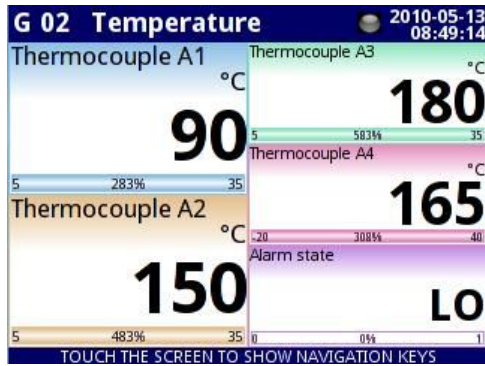 G 02 Temperature
2010-05-13
08:49:14
Thermocouple A1
°C
90
5 283% 35
Thermocouple A2
°C
150
5 483% 35
Thermocouple A3
°C
180
5 583% 35
Thermocouple A4
°C
165
-20 308% 40
Alarm state
LO
0 0% 1
TOUCH THE SCREEN TO SHOW NAVIGATION KEYS